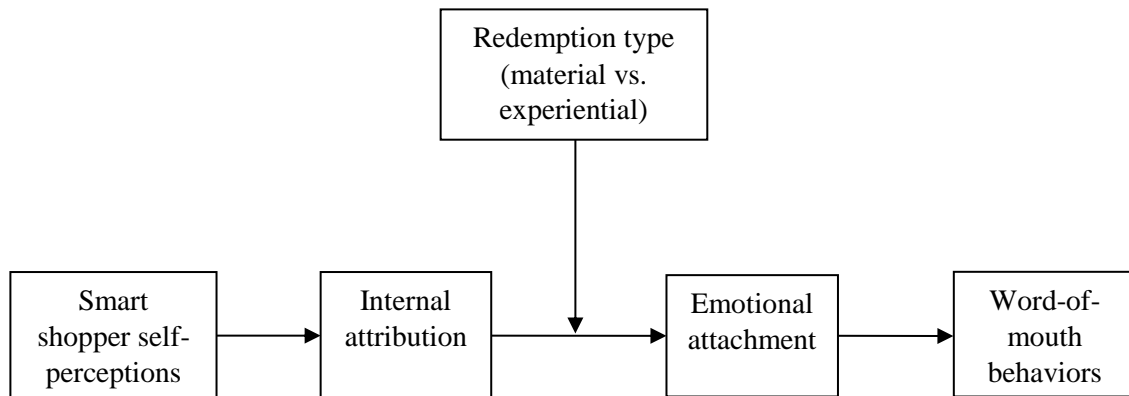 Redemption type
(material vs.
experiential)
Smart
shopper self-
perceptions
Internal
attribution
Emotional
attachment
Word-of-
mouth
behaviors